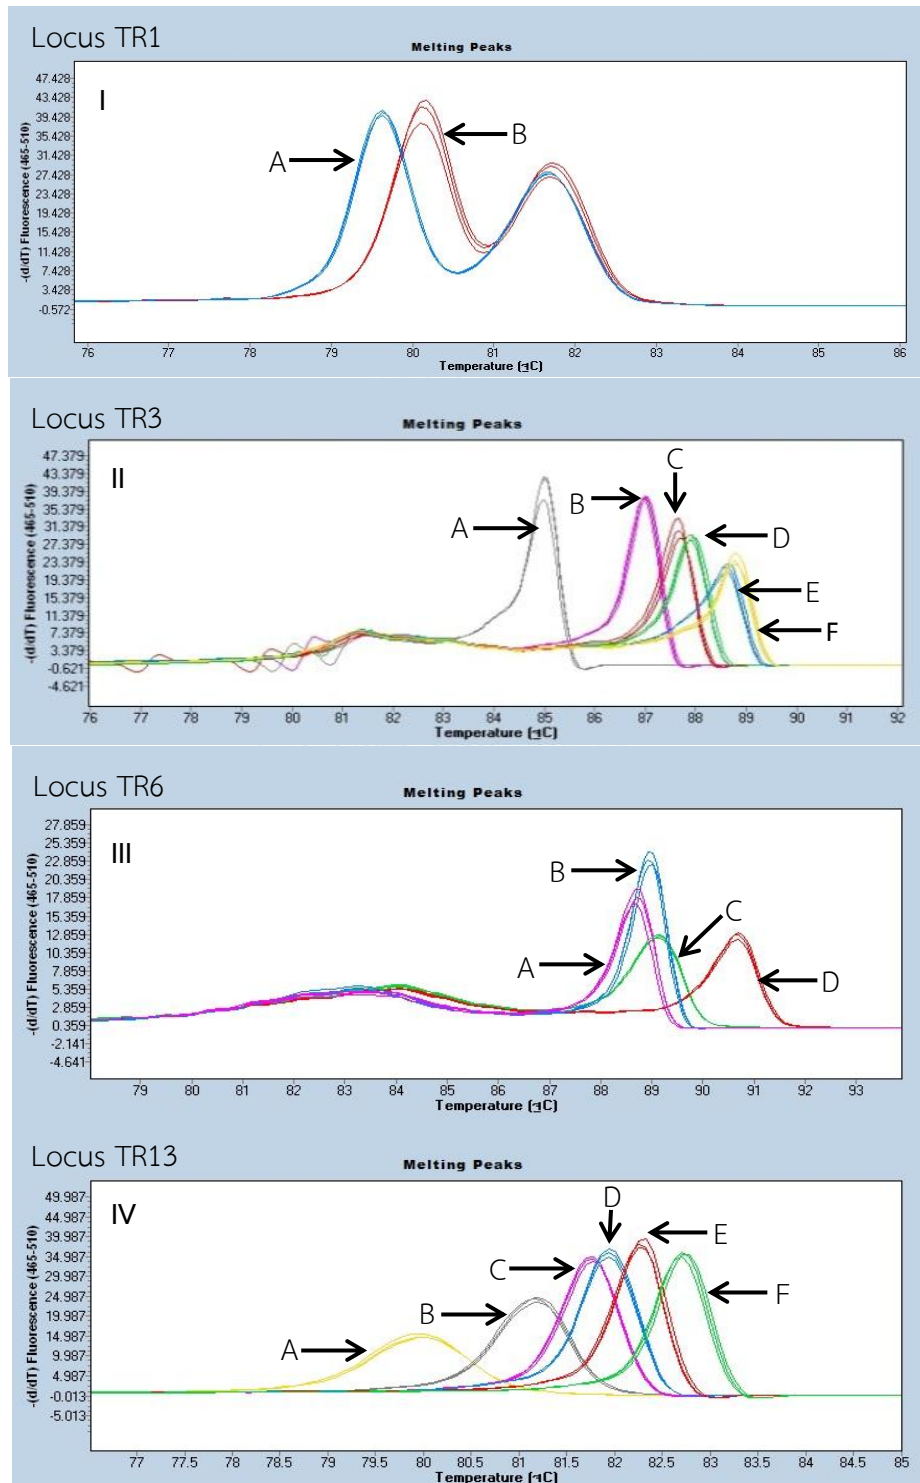 Locus TR1
Melting Peaks
-(d/dT) Fluorescence (465-510)
47.428
43.428
39.428
35.428
31.428
27.428
23.428
19.428
15.428
11.428
7.428
3.428
-0.572
I
A
B
76 77 78 79 80 81 82 83 84 85 86
Temperature (°C)
Locus TR3
Melting Peaks
-(d/dT) Fluorescence (465-510)
47.379
43.379
39.379
35.379
31.379
27.379
23.379
19.379
15.379
11.379
7.379
3.379
-0.621
-4.621
II
A
B
C
D
E
F
76 77 78 79 80 81 82 83 84 85 86 87 88 89 90 91 92
Temperature (°C)
Locus TR6
Melting Peaks
-(d/dT) Fluorescence (465-510)
27.859
25.359
22.859
20.359
17.859
15.359
12.859
10.359
7.859
5.359
2.859
0.359
-2.141
-4.641
III
A
B
C
D
79 80 81 82 83 84 85 86 87 88 89 90 91 92 93
Temperature (°C)
Locus TR13
Melting Peaks
-(d/dT) Fluorescence (465-510)
49.987
44.987
39.987
34.987
29.987
24.987
19.987
14.987
9.987
4.987
-0.013
-5.013
IV
A
B
C
D
E
F
77 77.5 78 78.5 79 79.5 80 80.5 81 81.5 82 82.5 83 83.5 84 84.5 85
Temperature (°C)